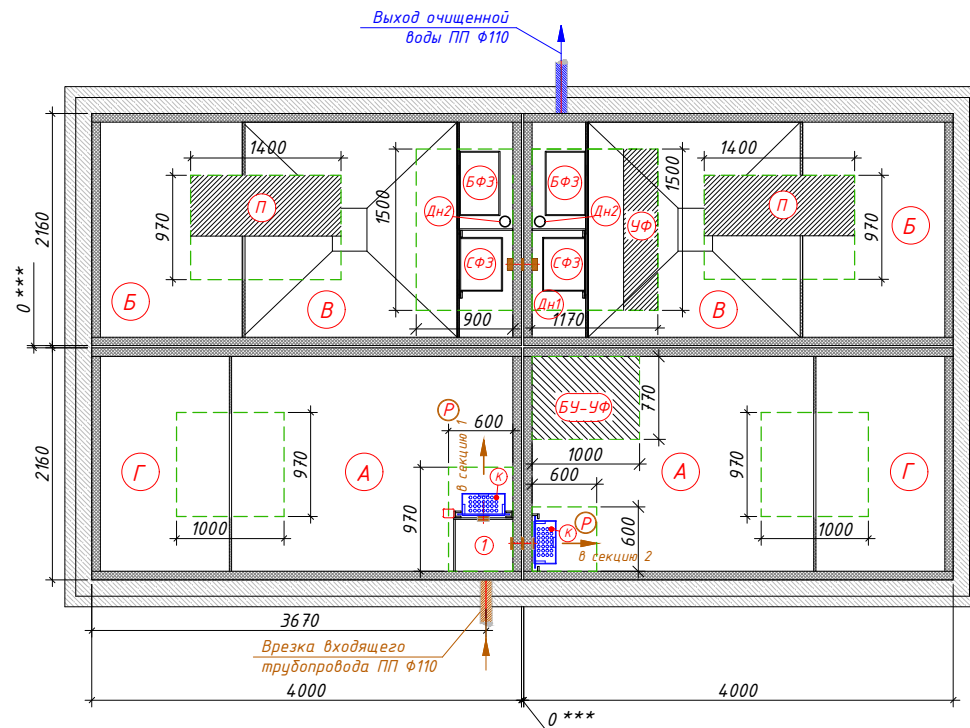 Выход очищенной
воды ПП Ф110
1400
1400
БФЗ
БФЗ
П
П
970
1500
Дн2
Дн2
1500
УФ
970
Б
2160
СФЗ
СФЗ
Б
В
Дн1
В
0 ***
900
1170
Р
600
в секцию 1
БУ-УФ
770
Г
970
А
1000
А
970
Г
К
600
1000
970
К
Р
600
1000
2160
1
в секцию 2
3670
Врезка входящего
трубопровода ПП Ф110
4000
4000
0 ***